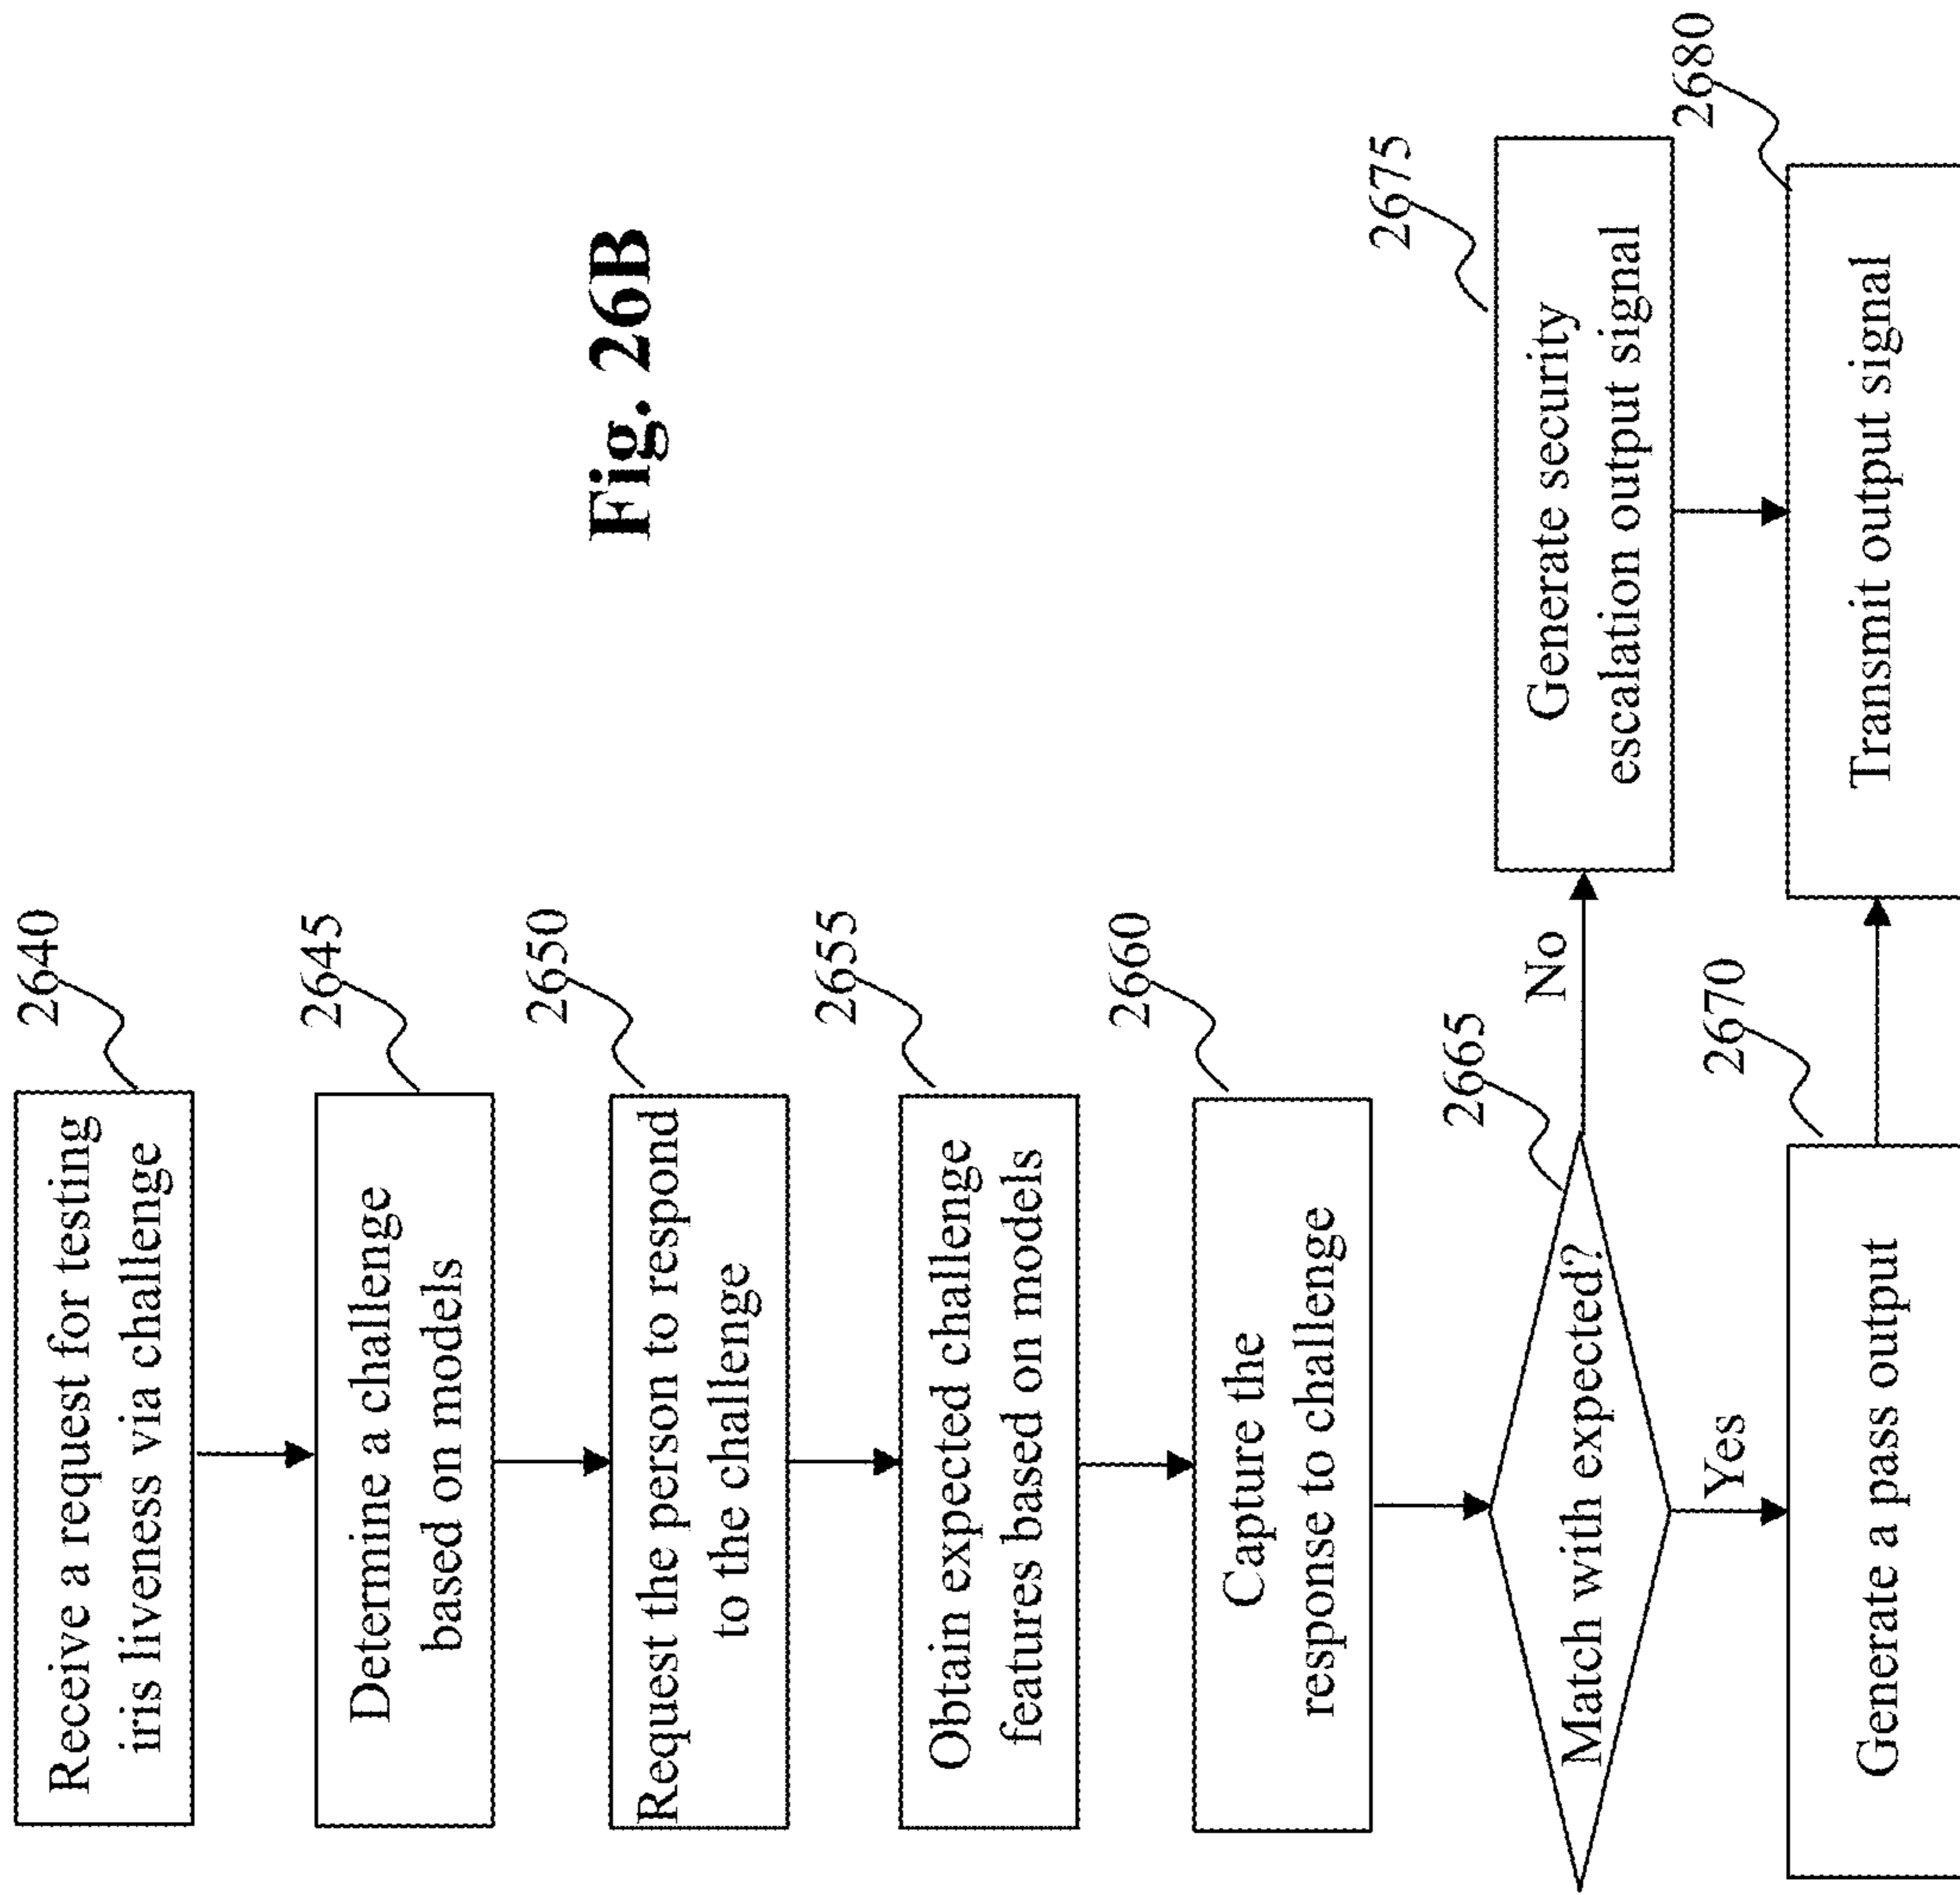 2640
Receive a request for testing
iris liveness via challenge
2645
Determine a challenge
based on models
2650
Request the person to respond
to the challenge
2655
Obtain expected challenge
features based on models
2660
Capture the
response to challenge
2665
Match with expected?
No
Yes
2675
Generate security
escalation output signal
2670
Generate a pass output
2680
Transmit output signal
Fig. 26B